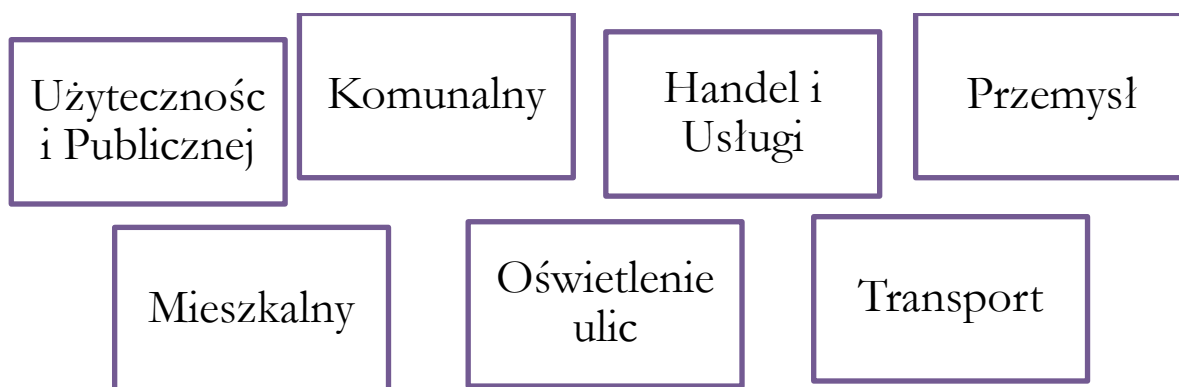 Użytecznośc
i Publicznej
Komunalny
Handel i
Usługi
Przemysł
Mieszkalny
Oświetlenie
ulic
Transport